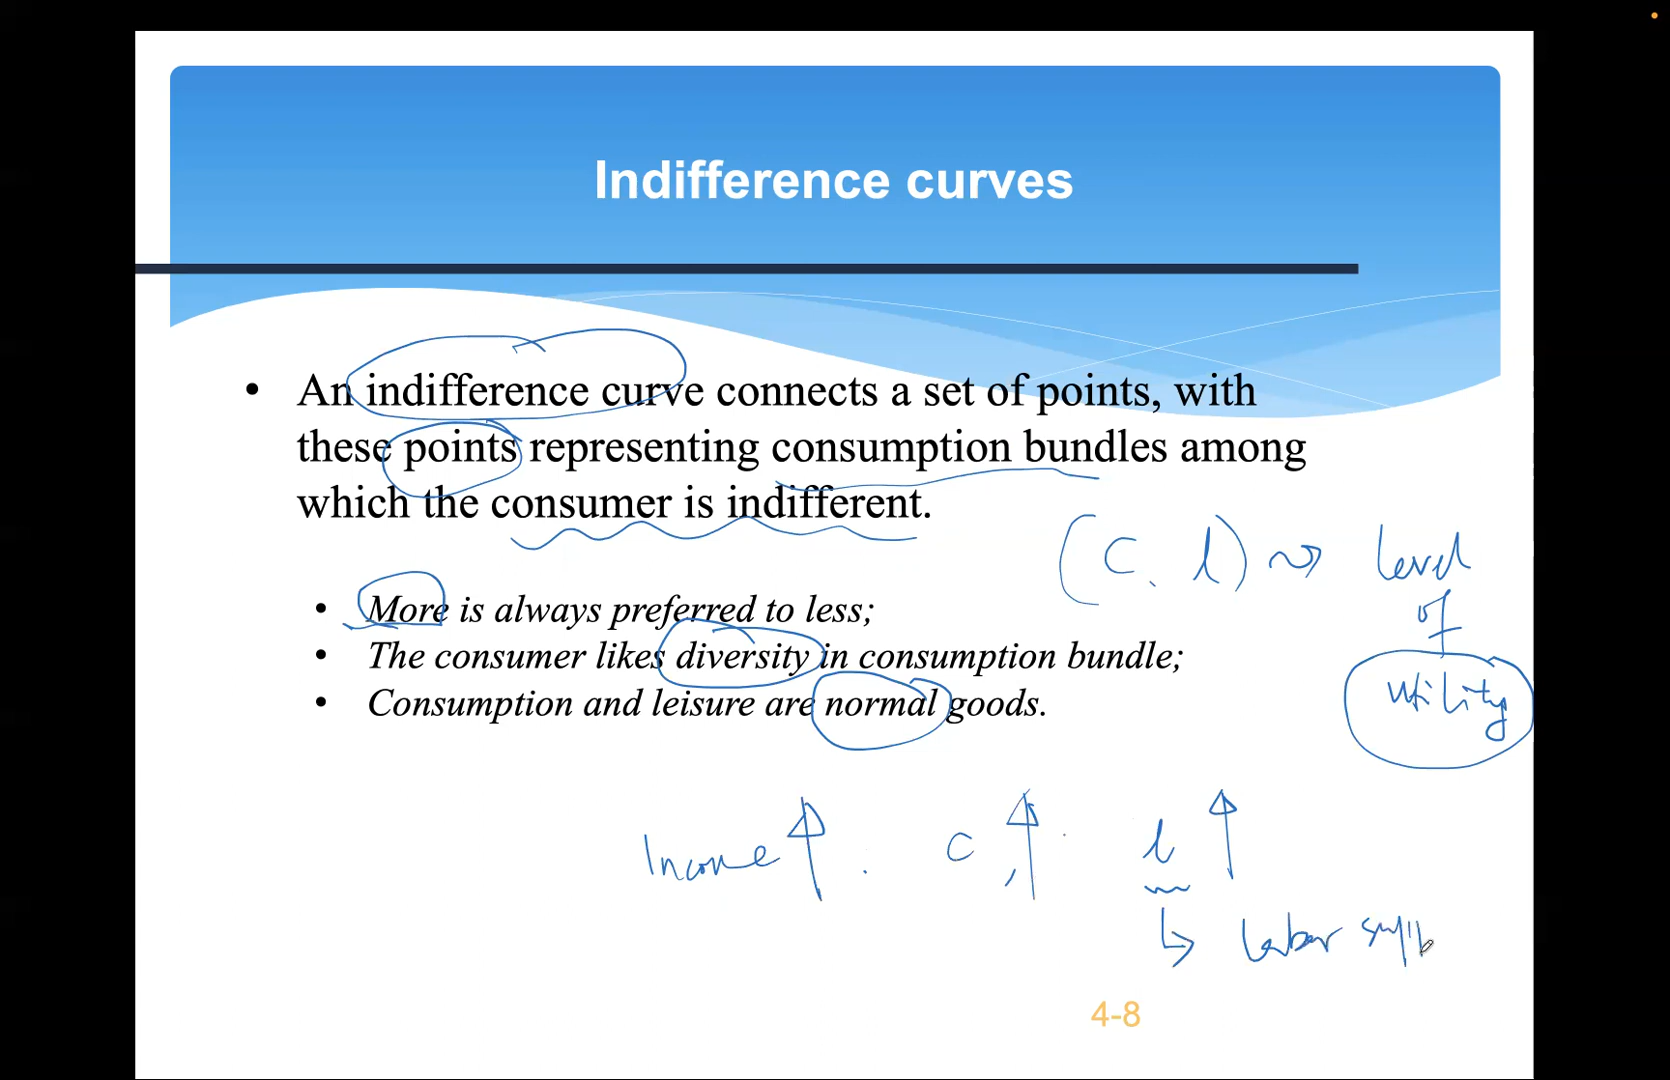 Indifference curves
• An indifference curve connects a set of points, with
these points representing consumption bundles among
which the consumer is indifferent.
(C, l) ⇝ level
of
utility
• More is always preferred to less;
• The consumer likes diversity in consumption bundle;
• Consumption and leisure are normal goods.
Income ↑. C ↑, l ↑
↳ labor
4-8